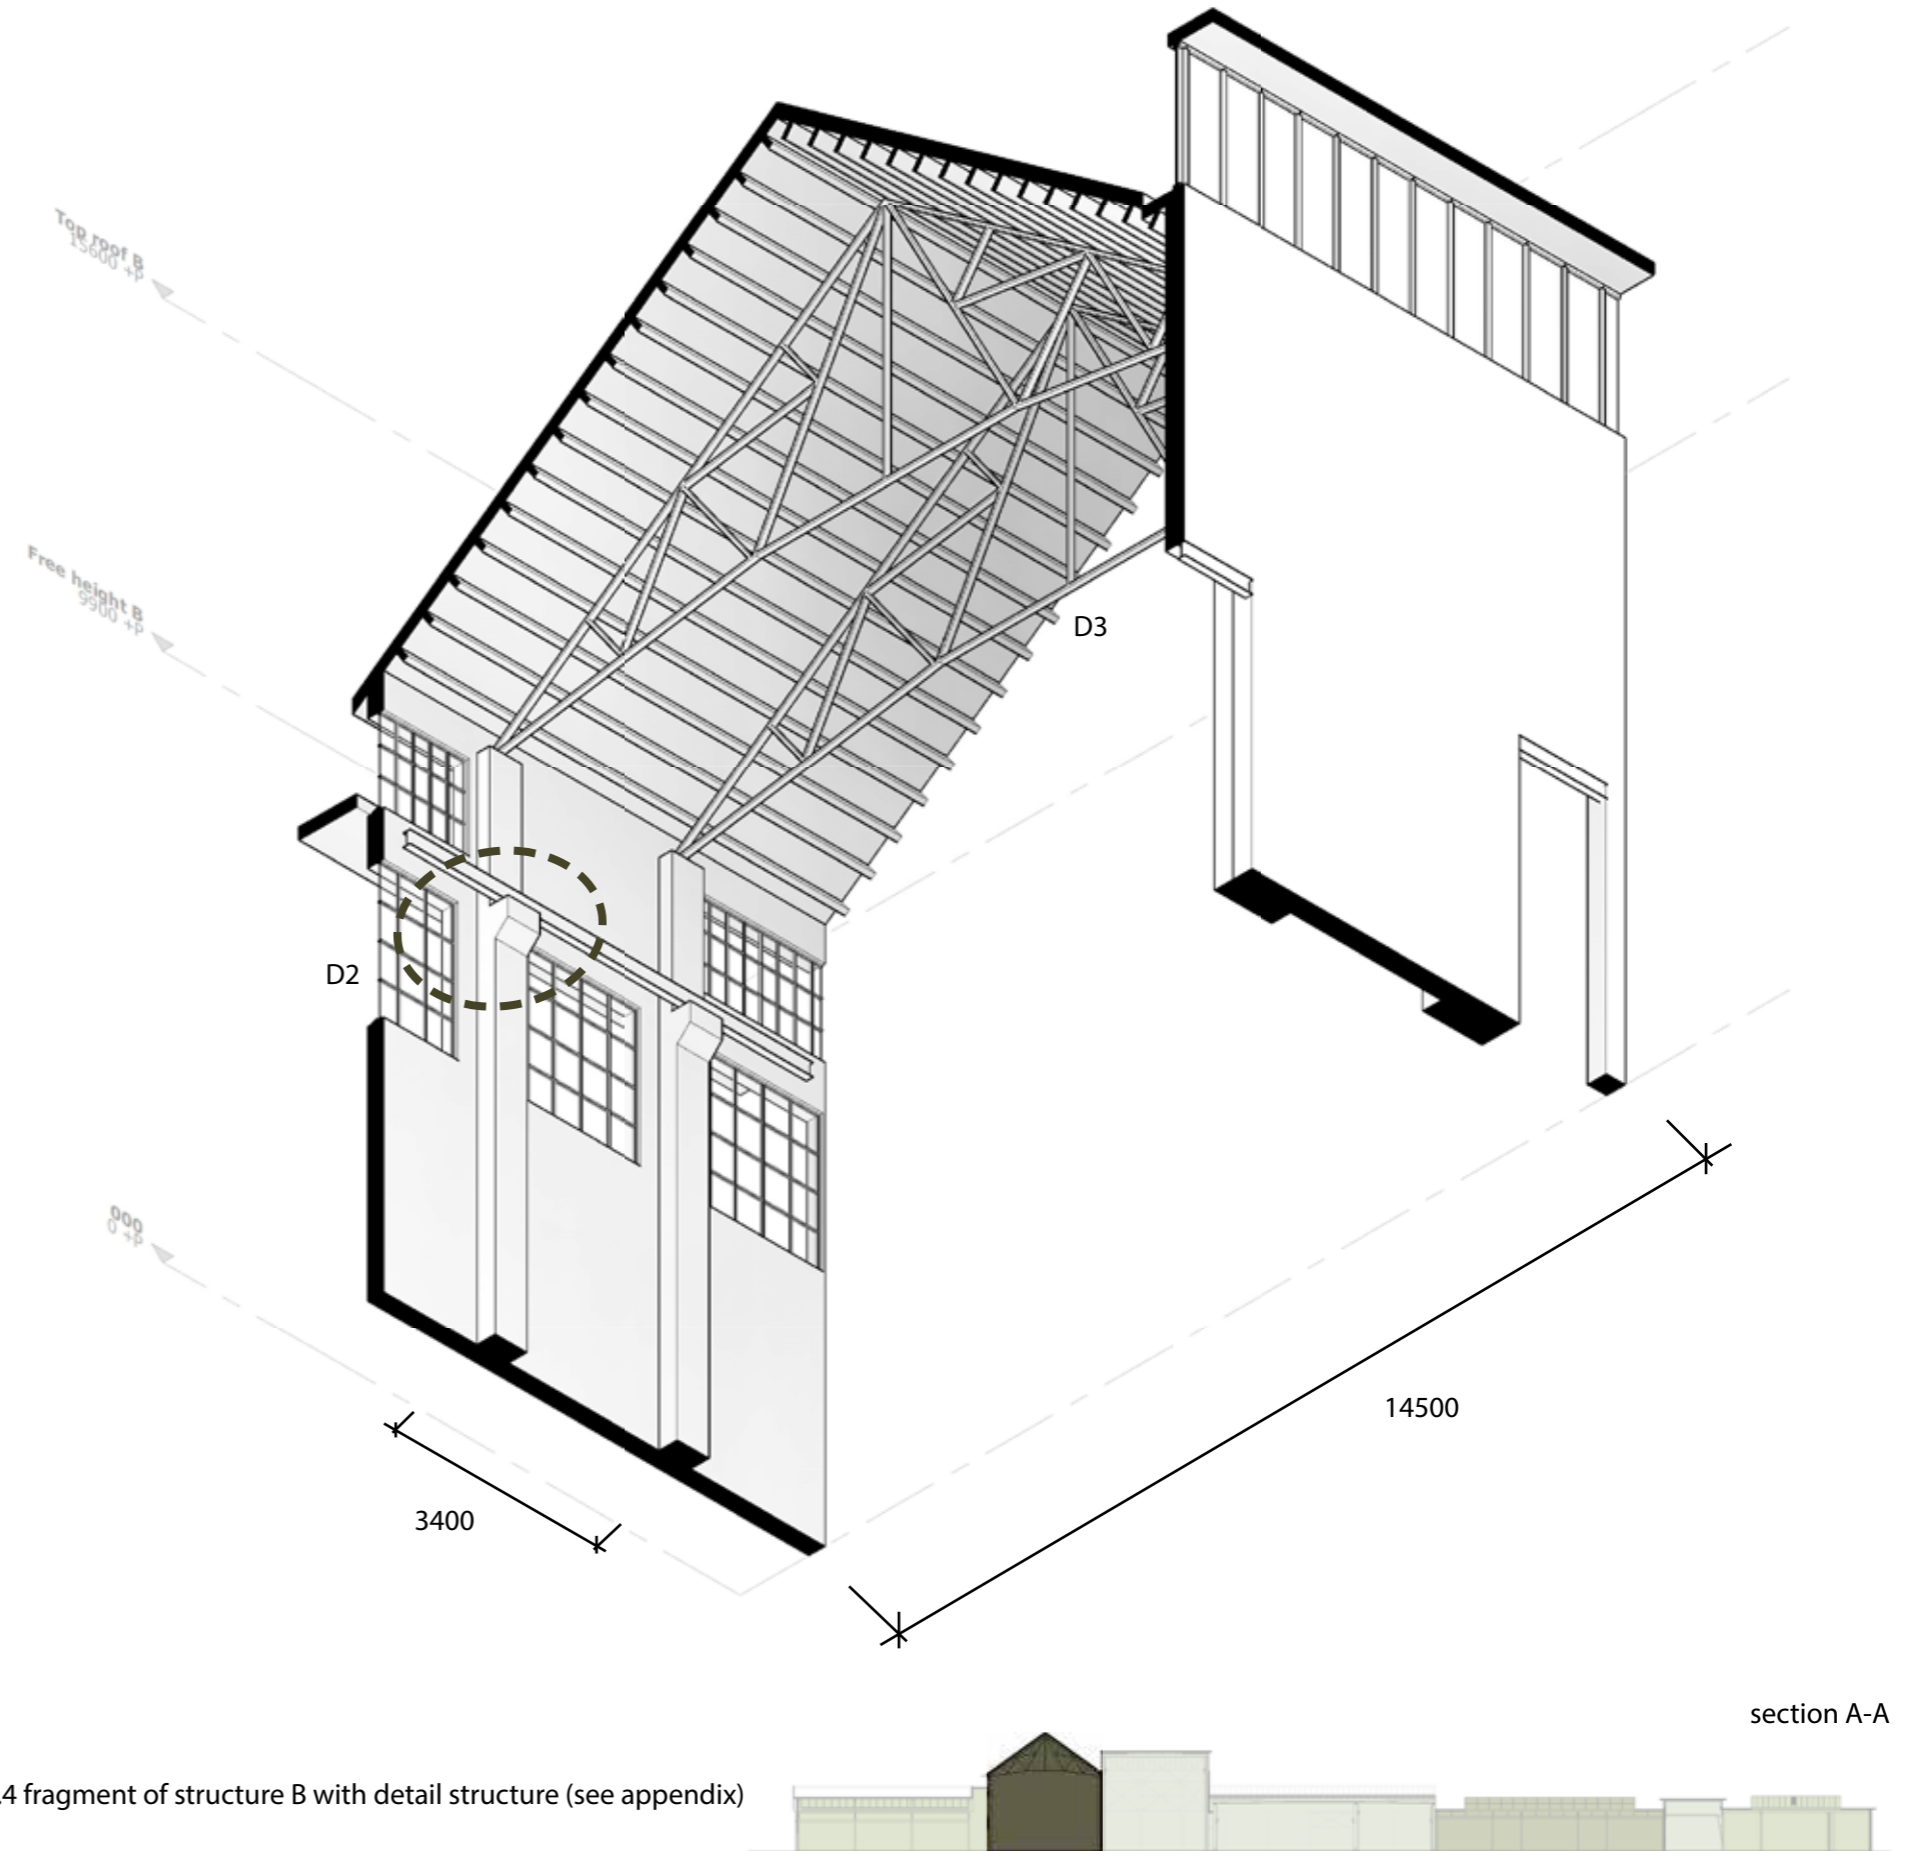 Top roof B
15600 +P
Free height B
9900 +P
D3
D2
000
0 +P
14500
3400
section A-A
.4 fragment of structure B with detail structure (see appendix)